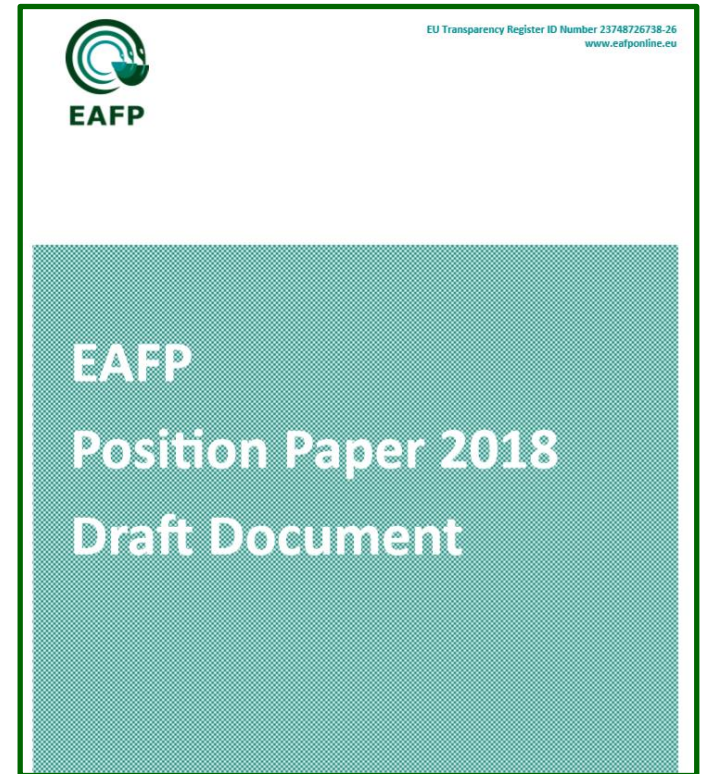 EU Transparency Register ID Number 23748726738-26
www.eafponline.eu
EAFP
EAFP
Position Paper 2018
Draft Document